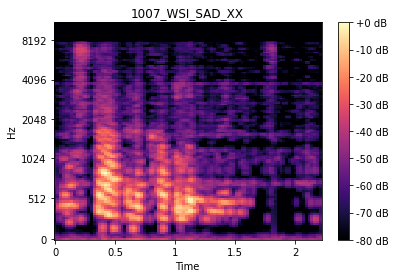 1007_WSI_SAD_XX
+0 dB
8192
-10 dB
4096
-20 dB
-30 dB
2048
Hz
-40 dB
1024
-50 dB
512
-60 dB
-70 dB
0
-80 dB
0
0.5
1
1.5
2
Time